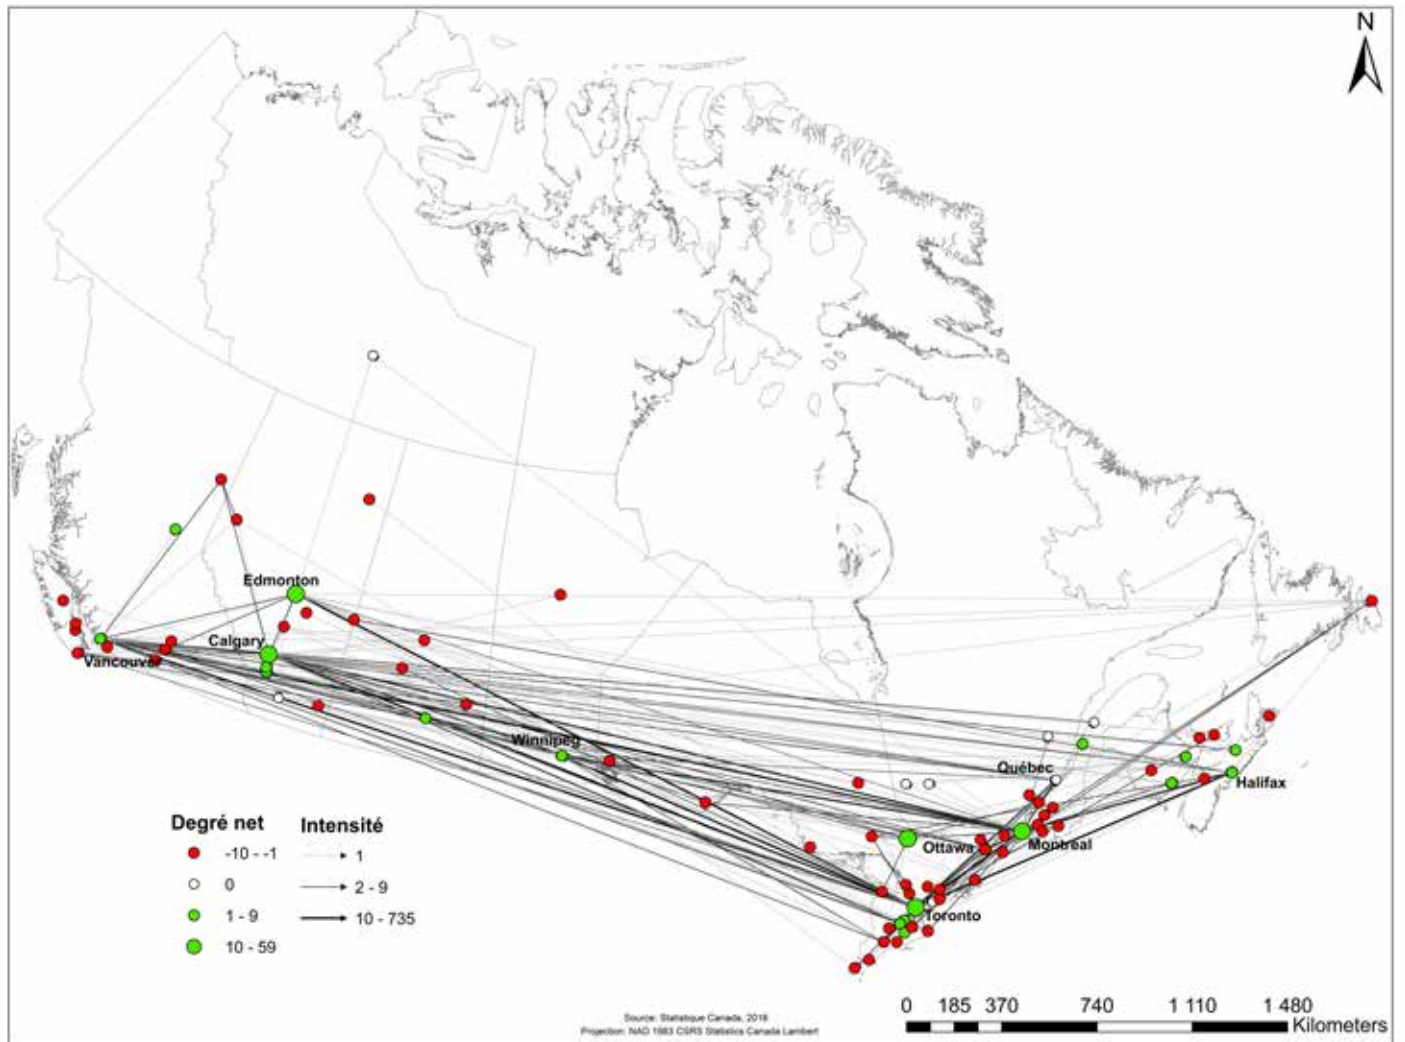 N
Edmonton
Calgary
Vancouver
Winnipeg
Québec
Halifax
Ottawa
Montréal
Toronto
Degré net
-10 - -1
0
1 - 9
10 - 59
Intensité
1
2 - 9
10 - 735
0 185 370 740 1 110 1 480
Kilometers
Source: Statistique Canada, 2016
Projection: NAD 1983 CSRS Statistics Canada Lambert